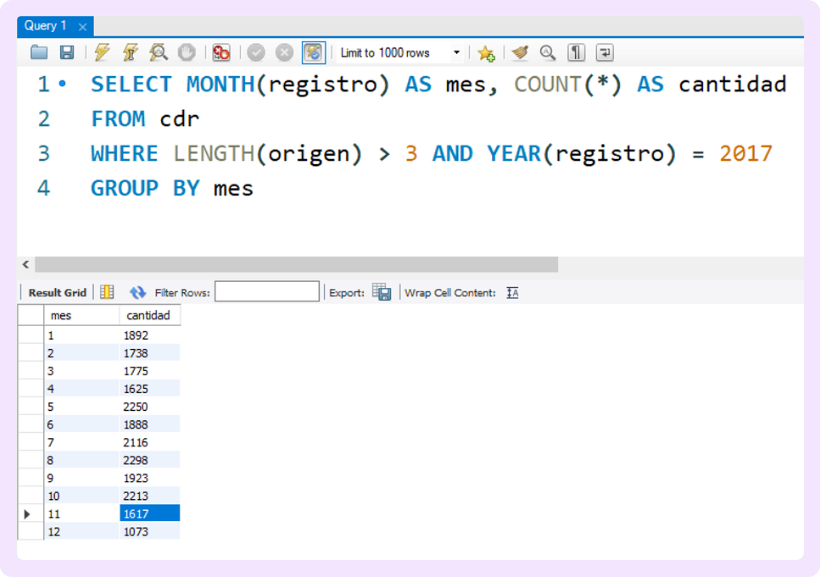 Query 1
Limit to 1000 rows
1 SELECT MONTH(registro) AS mes, COUNT(*) AS cantidad
2 FROM cdr
3 WHERE LENGTH(origen) > 3 AND YEAR(registro) = 2017
4 GROUP BY mes
Result Grid Filter Rows: Export: Wrap Cell Content:
mes cantidad
1 1892
2 1738
3 1775
4 1625
5 2250
6 1888
7 2116
8 2298
9 1923
10 2213
11 1617
12 1073